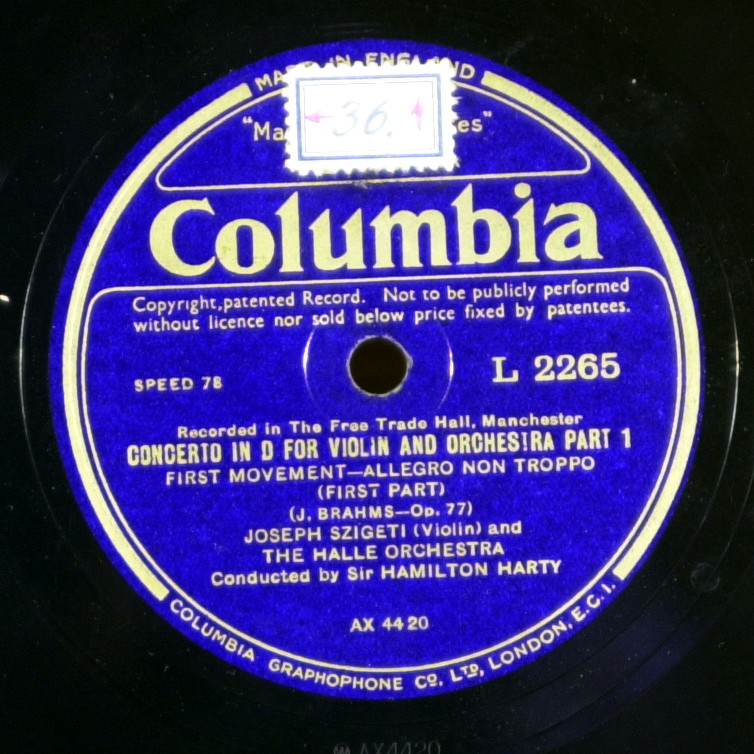 MADE IN ENGLAND
36.
Columbia
Copyright, patented Record. Not to be publicly performed
without licence nor sold below price fixed by patentees.
SPEED 78
L 2265
Recorded in The Free Trade Hall, Manchester
CONCERTO IN D FOR VIOLIN AND ORCHESTRA PART 1
FIRST MOVEMENT—ALLEGRO NON TROPPO
(FIRST PART)
(J. BRAHMS—Op. 77)
JOSEPH SZIGETI (Violin) and
THE HALLE ORCHESTRA
Conducted by Sir HAMILTON HARTY
AX 4420
COLUMBIA GRAPHOPHONE CO. LTD, LONDON, E.C.1.
AX4420